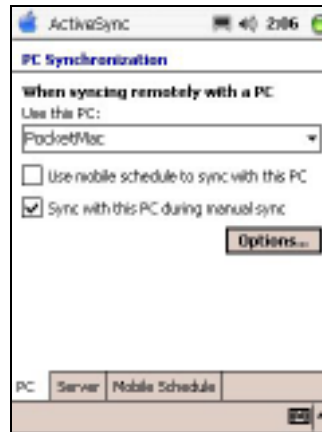 ActiveSync 2:06
PC Synchronization
When syncing remotely with a PC
Use this PC:
PocketMac
Use mobile schedule to sync with this PC
Sync with this PC during manual sync
Options...
PC Server Mobile Schedule